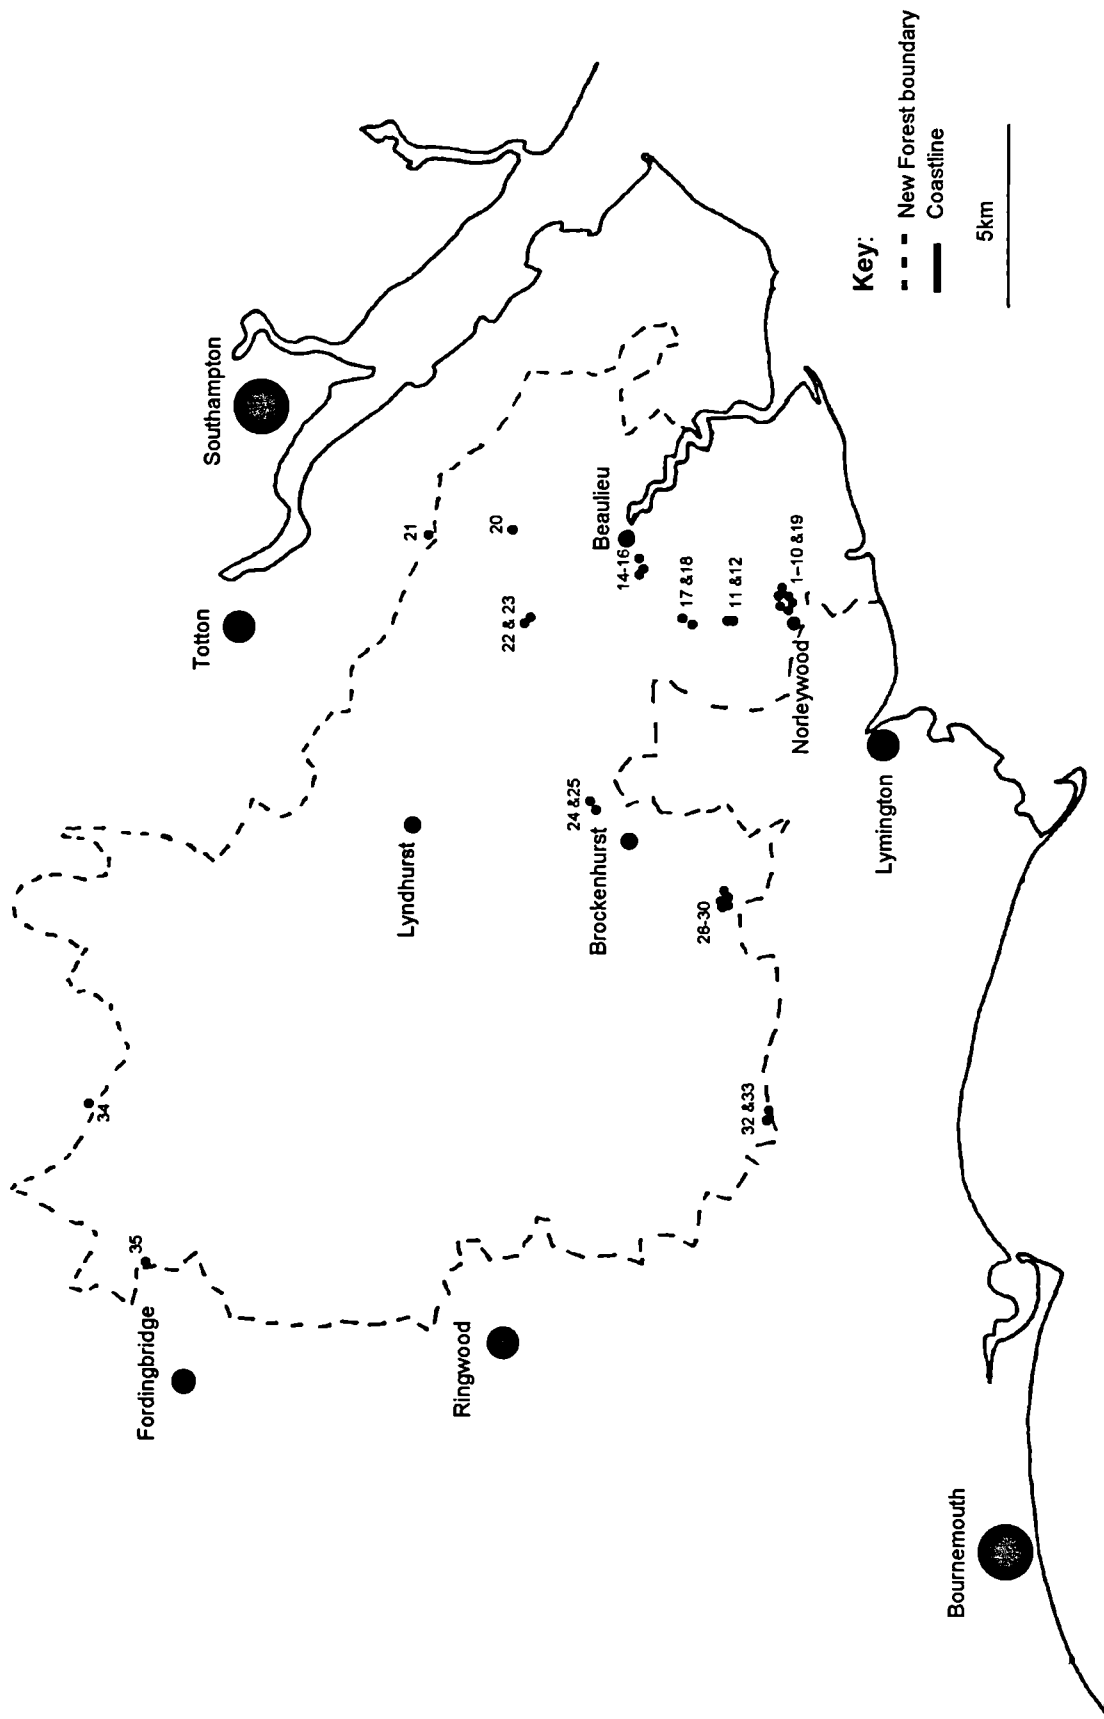 34
35
Fordingbridge
Totton
Southampton
Lyndhurst
21
Ringwood
20
22 & 23
24 &25
Brockenhurst
Beaulieu
14-16
17 &18
26-30
11 &12
32 &33
1–10 &19
Norleywood
Lymington
Bournemouth
Key:
New Forest boundary
Coastline
5km